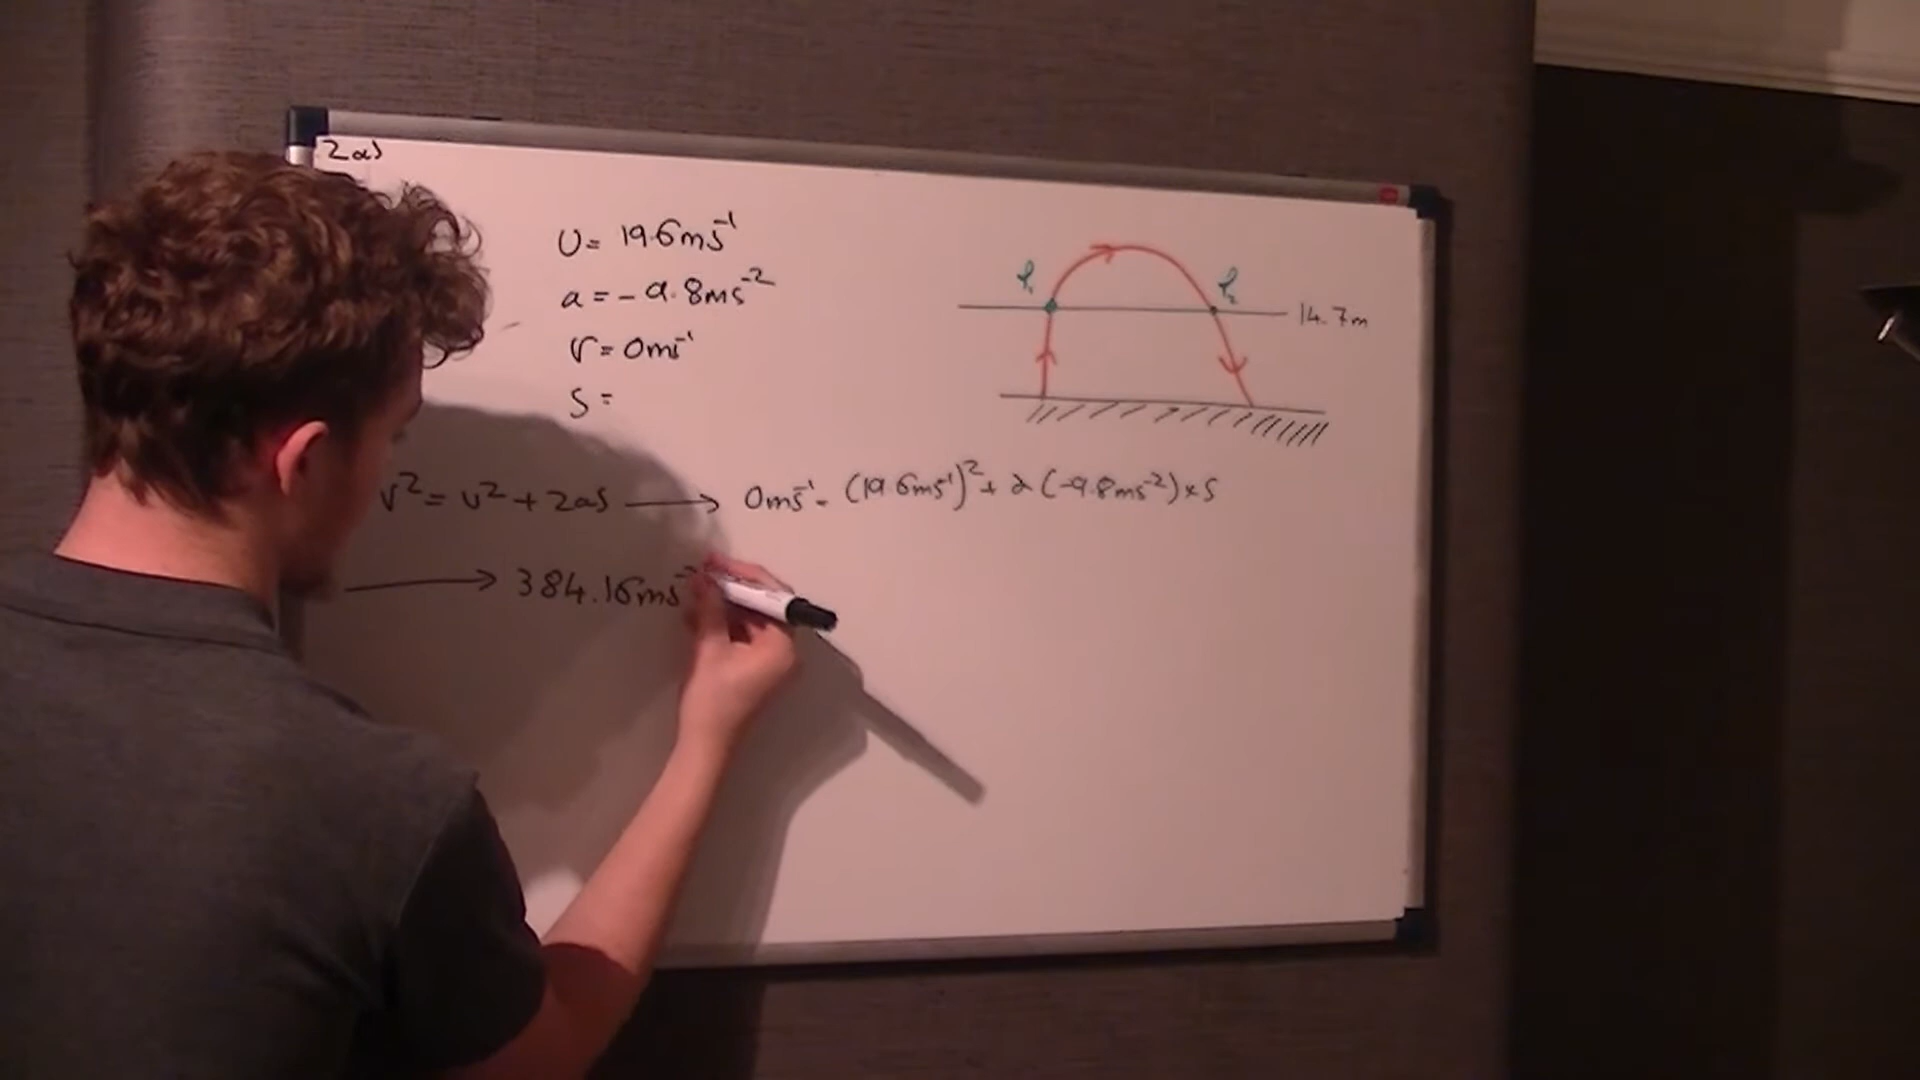 2as
U = 19.6ms⁻¹
a = - 9.8ms⁻²
V = 0ms⁻¹
S =
P₁
P₂
14.7m
v² = u² + 2as → 0ms⁻¹ = (19.6ms⁻¹)² + 2(-9.8ms⁻²)×S
→ 384.16ms⁻